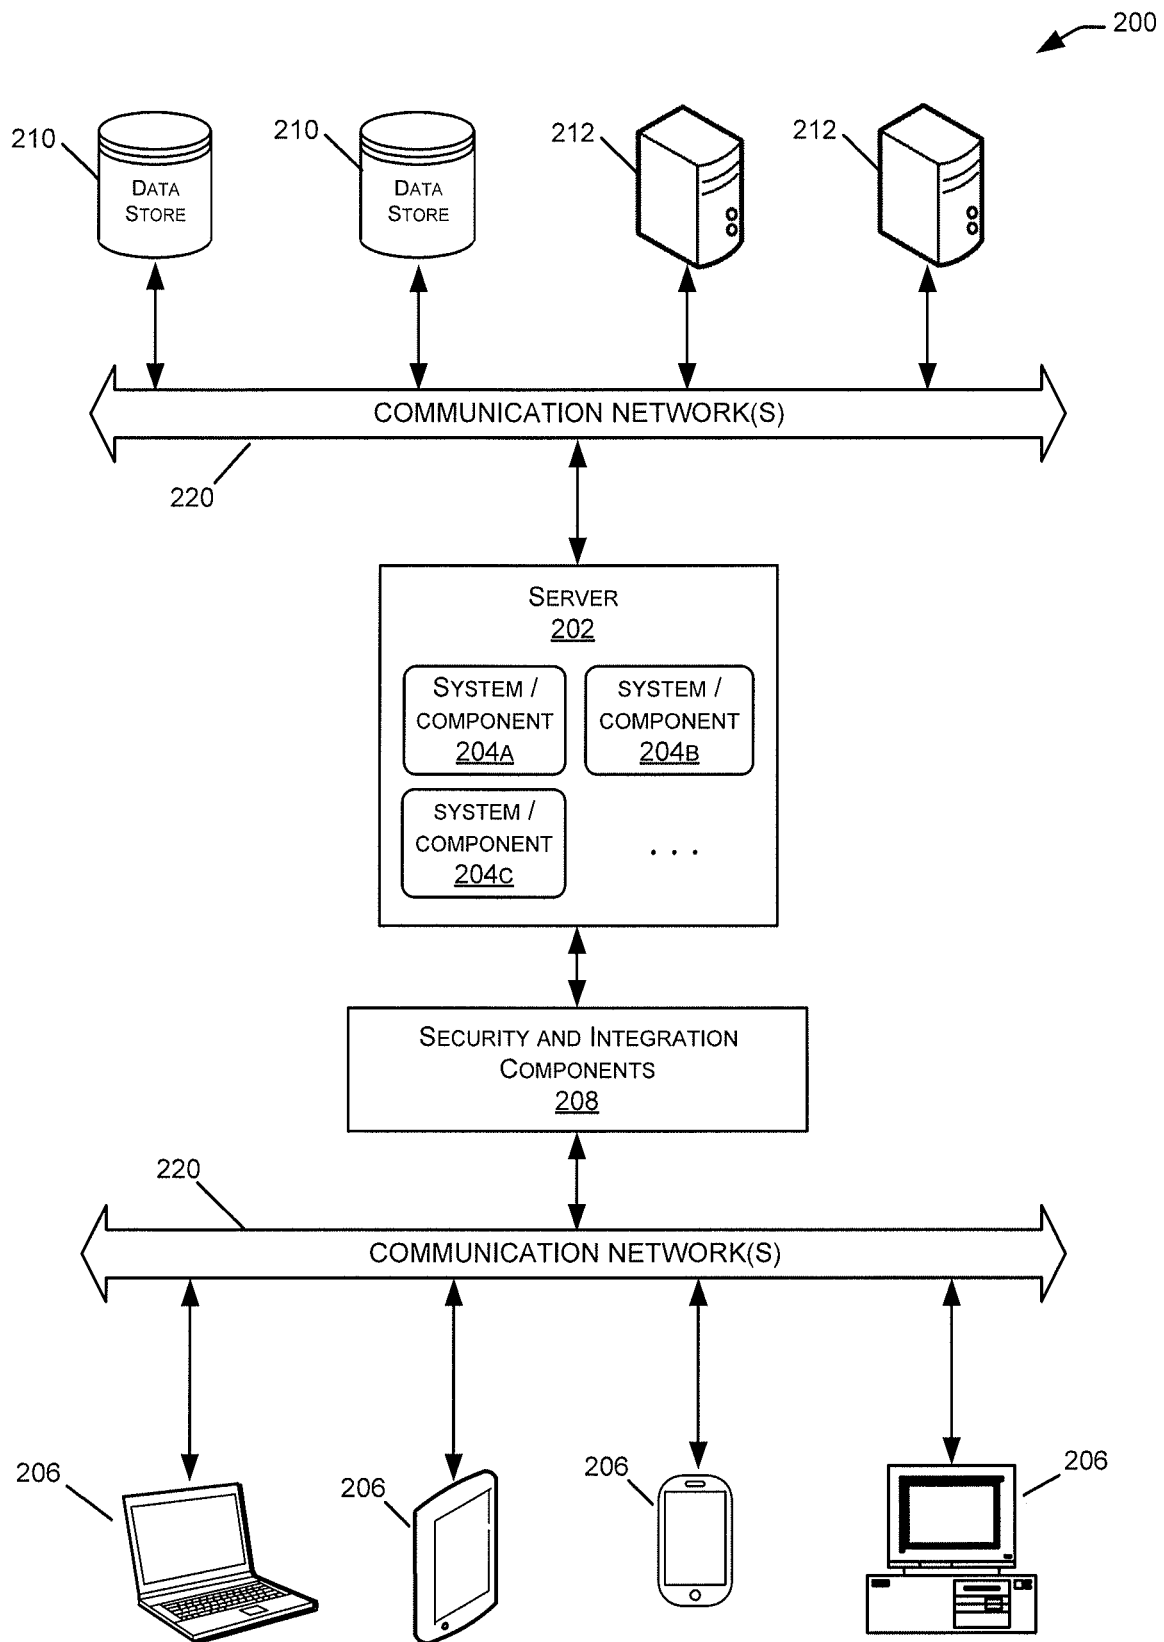 200
210
210
212
212
DATA
STORE
DATA
STORE
COMMUNICATION NETWORK(S)
220
SERVER
202
SYSTEM /
COMPONENT
204A
SYSTEM /
COMPONENT
204B
SYSTEM /
COMPONENT
204C
. . .
SECURITY AND INTEGRATION
COMPONENTS
208
220
COMMUNICATION NETWORK(S)
206
206
206
206